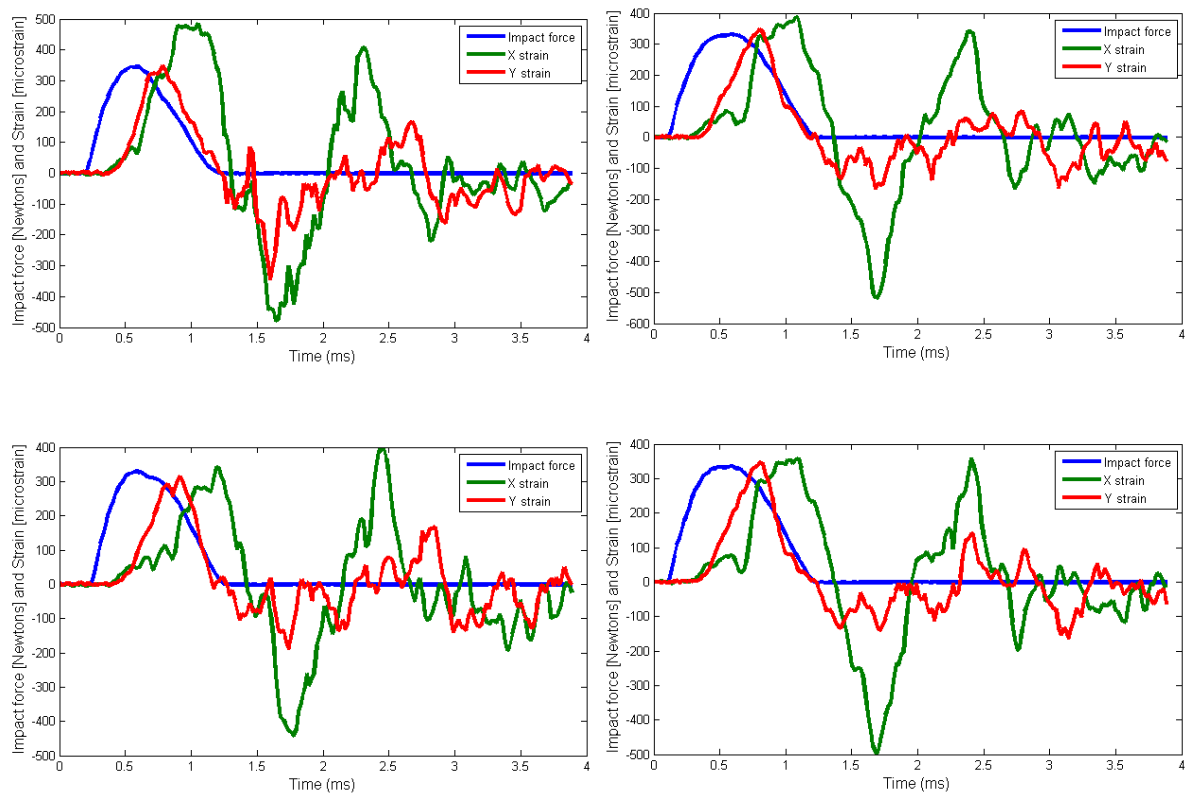 500
400
300
200
100
0
-100
-200
-300
-400
-500
0 0.5 1 1.5 2 2.5 3 3.5 4
Time (ms)
Impact force [Newtons] and Strain [microstrain]
Impact force
X strain
Y strain
400
300
200
100
0
-100
-200
-300
-400
-500
-600
0 0.5 1 1.5 2 2.5 3 3.5 4
Time (ms)
Impact force [Newtons] and Strain [microstrain]
Impact force
X strain
Y strain
400
300
200
100
0
-100
-200
-300
-400
-500
0 0.5 1 1.5 2 2.5 3 3.5 4
Time (ms)
Impact force [Newtons] and Strain [microstrain]
Impact force
X strain
Y strain
400
300
200
100
0
-100
-200
-300
-400
-500
0 0.5 1 1.5 2 2.5 3 3.5 4
Time (ms)
Impact force [Newtons] and Strain [microstrain]
Impact force
X strain
Y strain